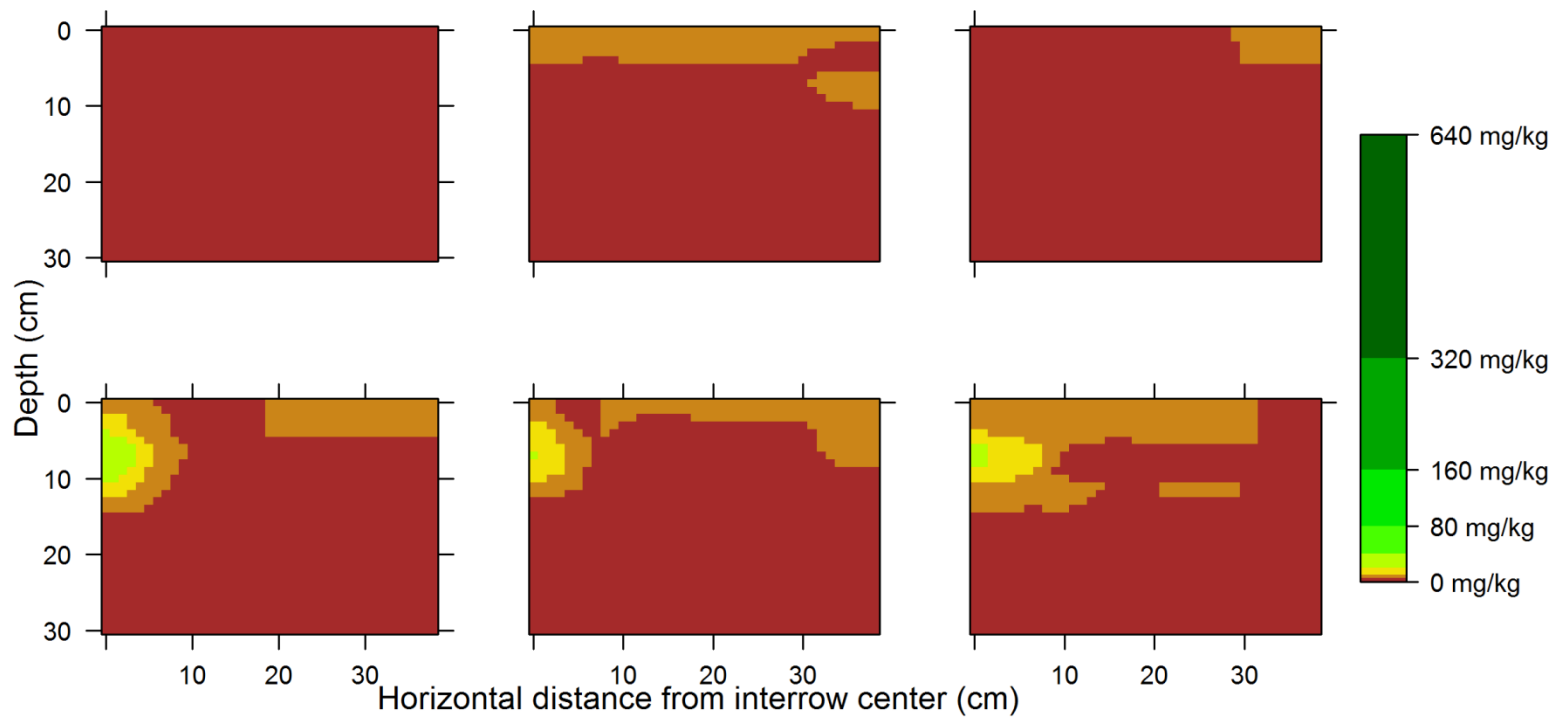 0
10
20
30
640 mg/kg
320 mg/kg
160 mg/kg
80 mg/kg
0 mg/kg
Depth (cm)
0
10
20
30
10 20 30 10 20 30 10 20 30
Horizontal distance from interrow center (cm)